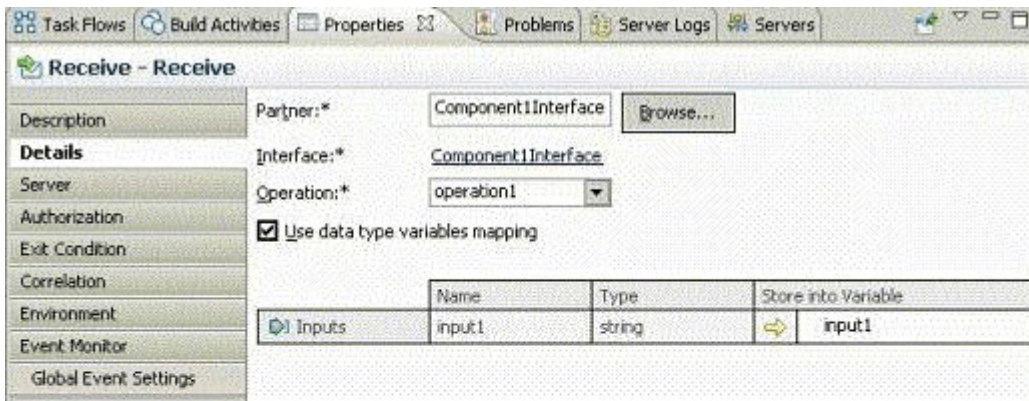 Task Flows Build Activities Properties Problems Server Logs Servers
Receive - Receive
Description
Details
Server
Authorization
Exit Condition
Correlation
Environment
Event Monitor
Global Event Settings
Partner:* Component1Interface Browse...
Interface:* Component1Interface
Operation:* operation1
Use data type variables mapping
Name Type Store into Variable
Inputs input1 string input1